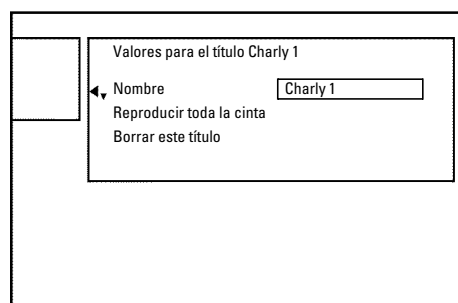 Valores para el título Charly 1
Nombre Charly 1
Reproducir toda la cinta
Borrar este título